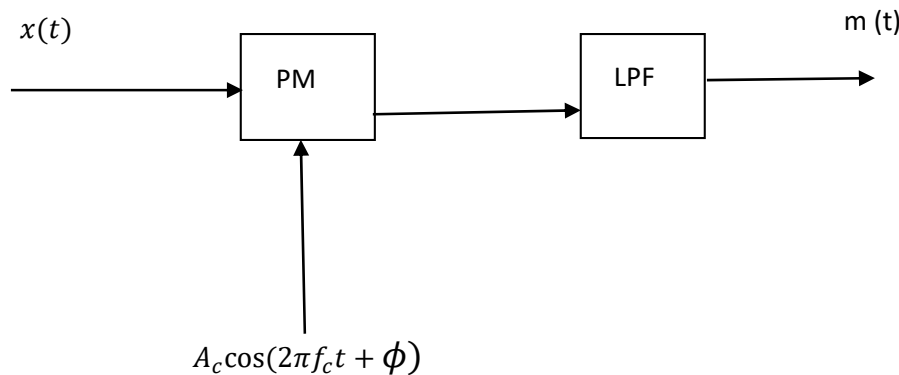 x(t)
m (t)
PM
LPF
A_c cos(2πf_c t + ϕ)